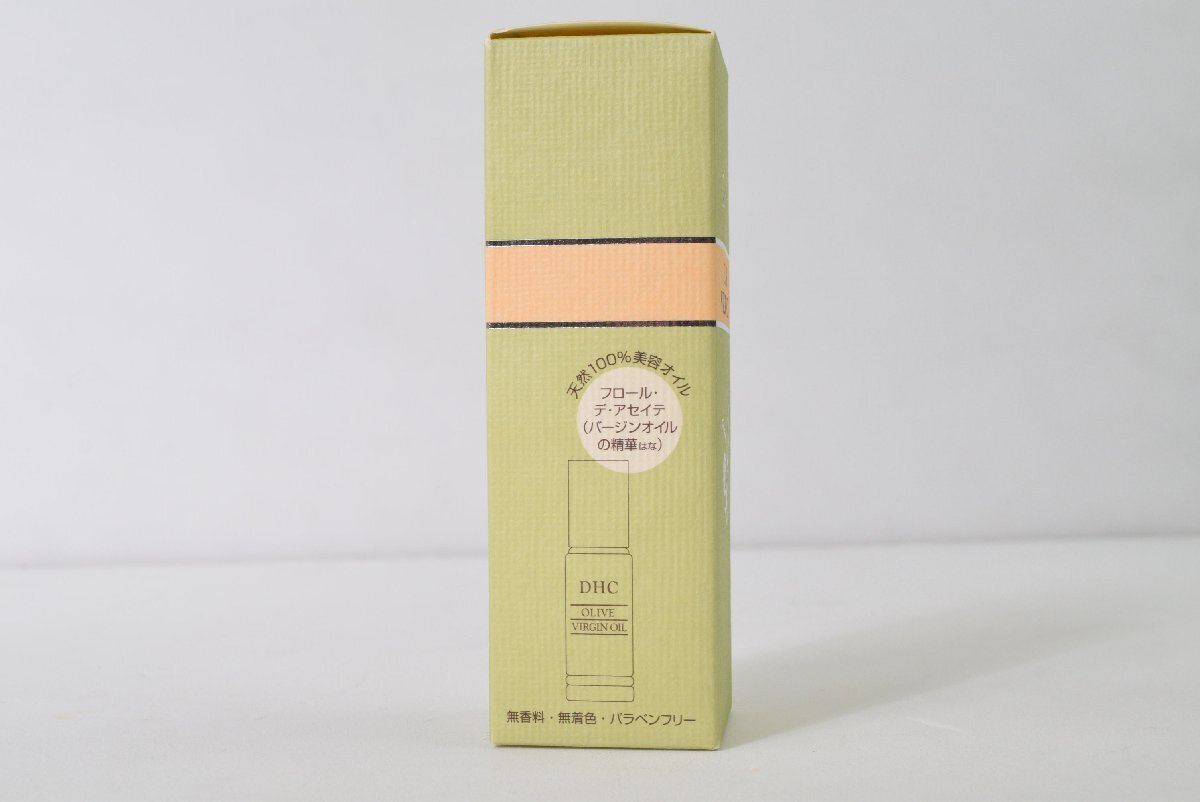 天然100%美容オイル
フロール・
デ・アセイテ
(バージンオイル
の精華はな)
DHC
OLIVE
VIRGIN OIL
無香料・無着色・パラベンフリー